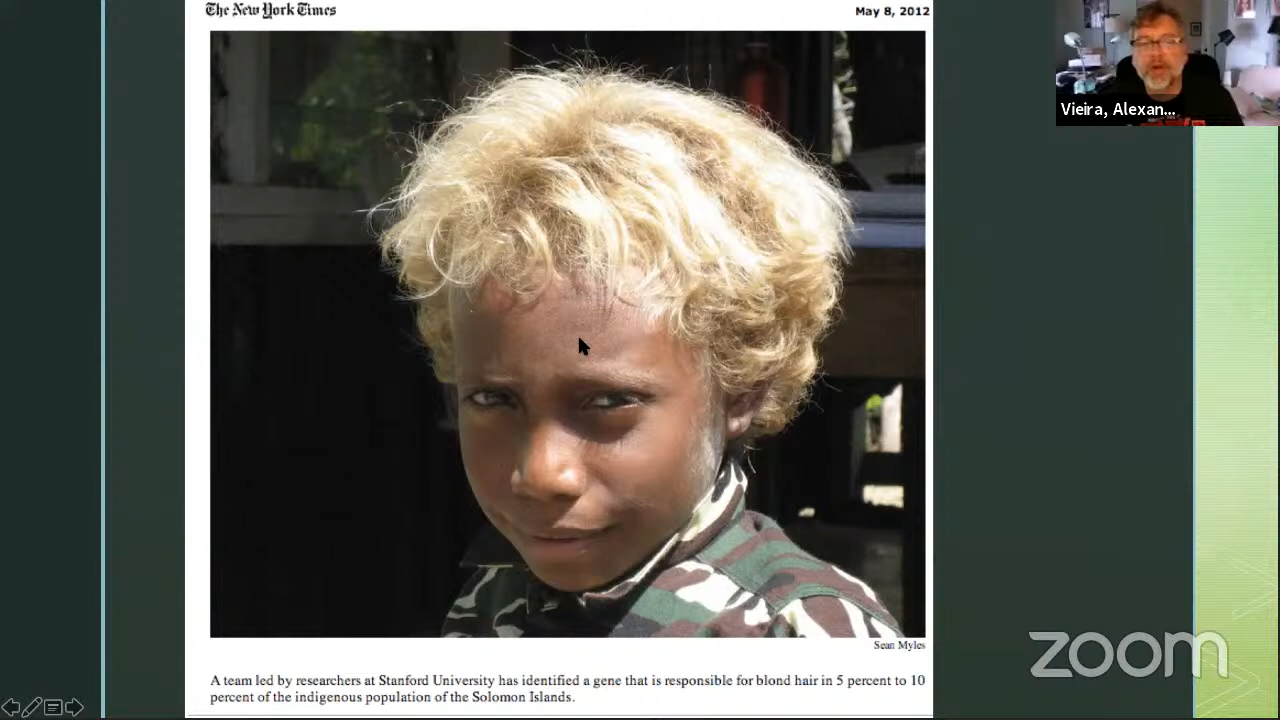 The New York Times
May 8, 2012
Vieira, Alexan...
Sean Myles
A team led by researchers at Stanford University has identified a gene that is responsible for blond hair in 5 percent to 10
percent of the indigenous population of the Solomon Islands.
zoom